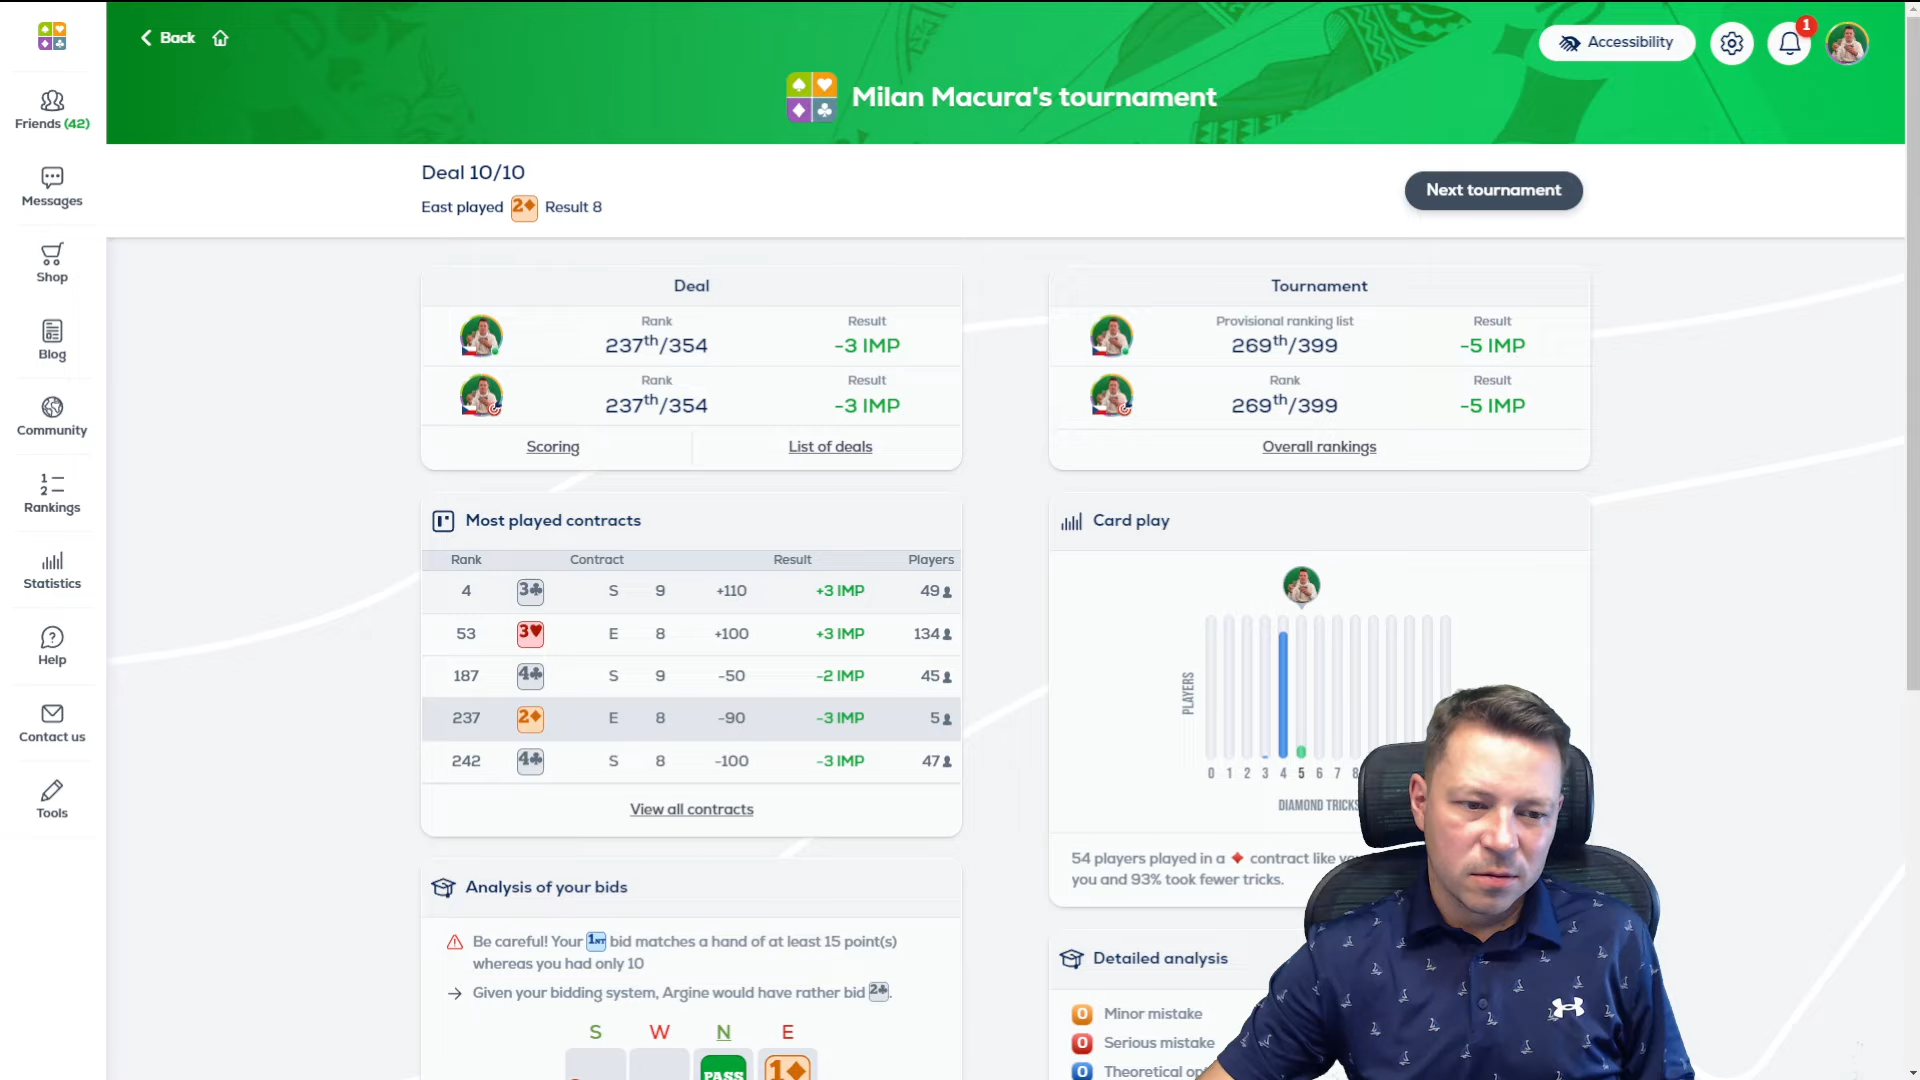 Back
Accessibility
1
Milan Macura's tournament
Friends (42)
Messages
Shop
Blog
Community
Rankings
Statistics
Help
Contact us
Tools
Deal 10/10
East played 2♦ Result 8
Next tournament
Deal
Rank Result
237th/354 -3 IMP
Rank Result
237th/354 -3 IMP
Scoring List of deals
Tournament
Provisional ranking list Result
269th/399 -5 IMP
Rank Result
269th/399 -5 IMP
Overall rankings
Most played contracts
Rank Contract Result Players
4 3♣ S 9 +110 +3 IMP 49
53 3♥ E 8 +100 +3 IMP 134
187 4♣ S 9 -50 -2 IMP 45
237 2♦ E 8 -90 -3 IMP 5
242 4♣ S 8 -100 -3 IMP 47
View all contracts
Card play
PLAYERS
0 1 2 3 4 5 6 7 8
DIAMOND TRICKS
54 players played in a ♦ contract like
you and 93% took fewer tricks.
Analysis of your bids
Be careful! Your 1NT bid matches a hand of at least 15 point(s)
whereas you had only 10
Given your bidding system, Argine would have rather bid 2♣.
S W N E
PASS 1♦
Detailed analysis
0 Minor mistake
0 Serious mistake
0 Theoretical